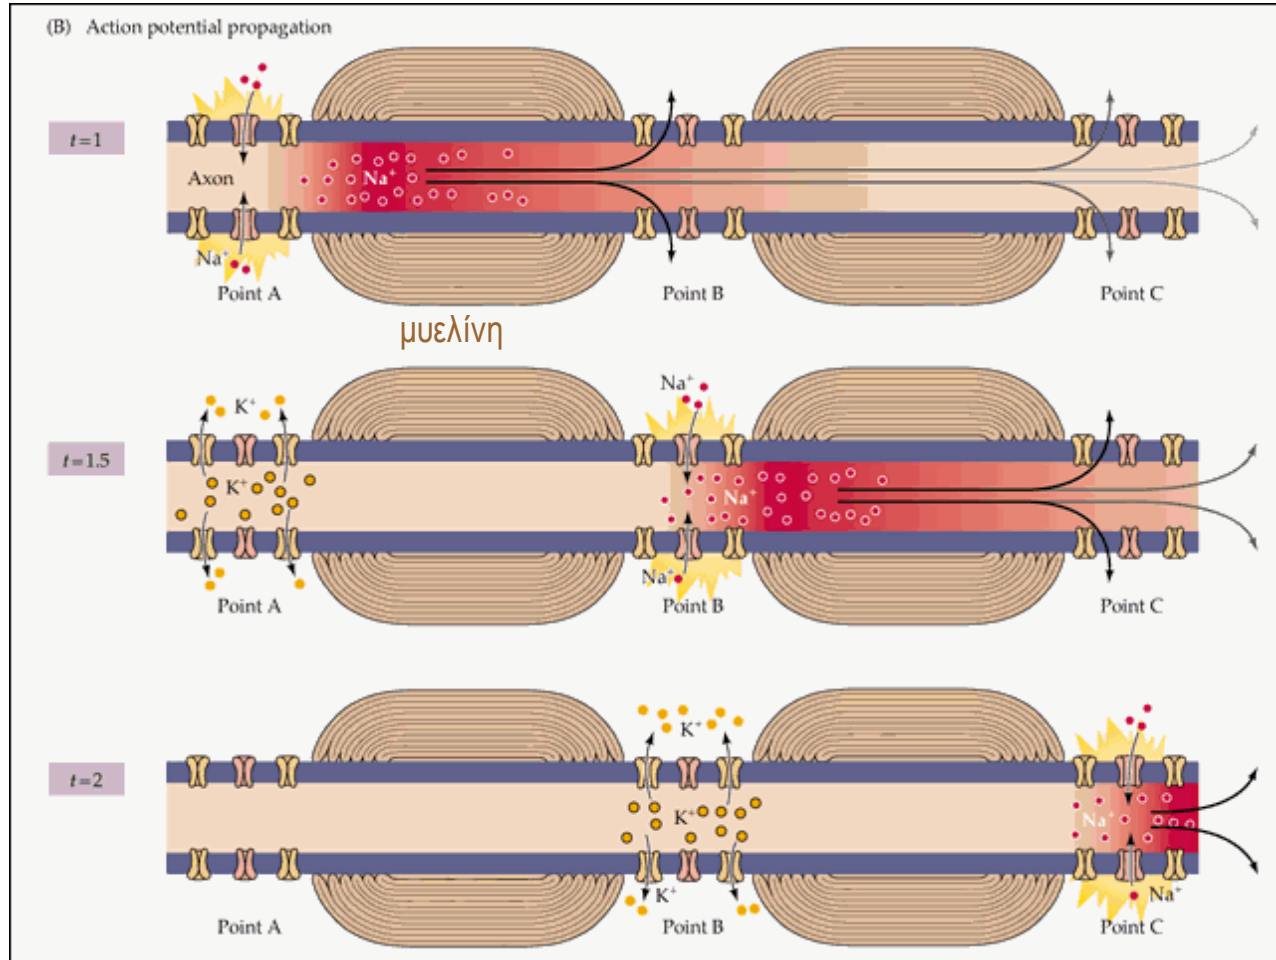 (B) Action potential propagation
t=1
Axon
Na⁺
Na⁺
Point A
Point B
Point C
μυελίνη
t=1.5
K⁺
K⁺
Na⁺
Na⁺
Na⁺
Point A
Point B
Point C
t=2
K⁺
K⁺
K⁺
Na⁺
Na⁺
Point A
Point B
Point C